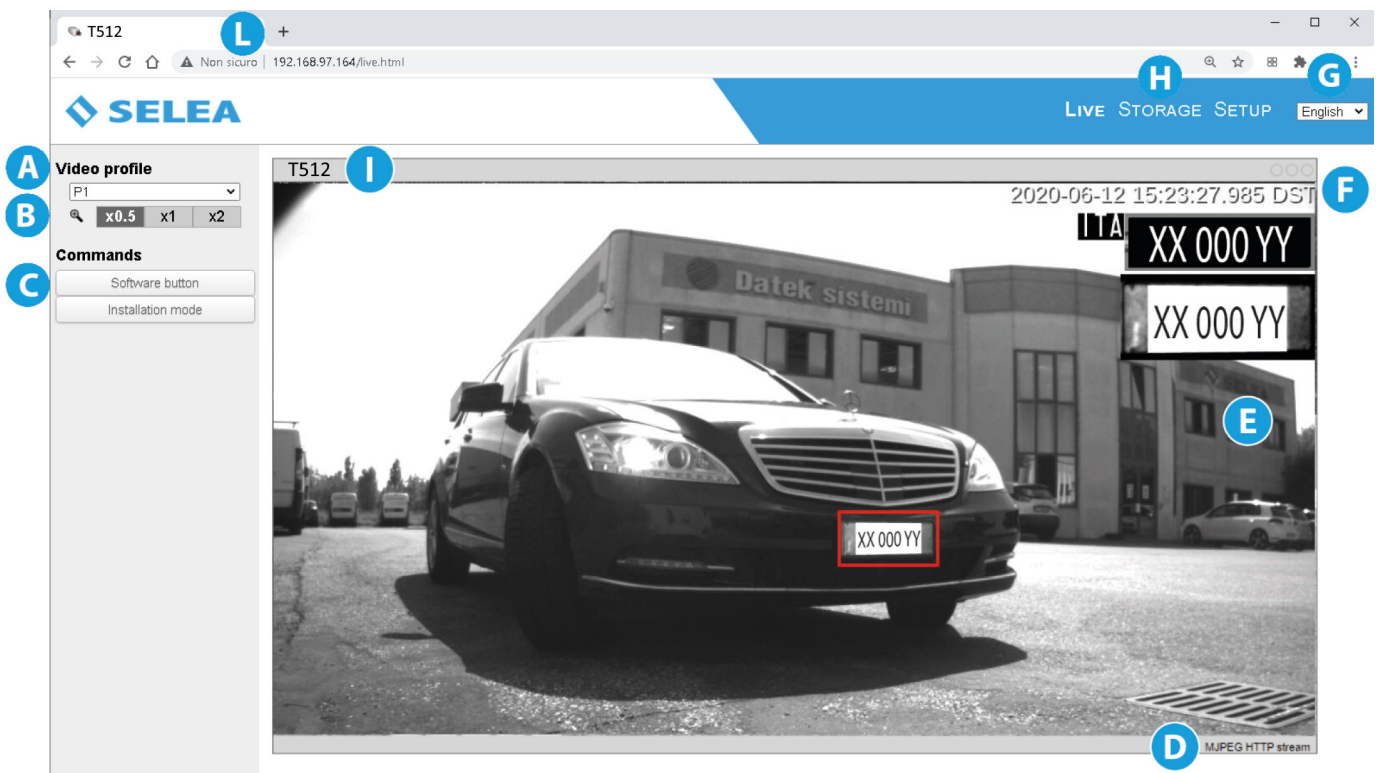 T512
L
Non sicuro
192.168.97.164/live.html
G
H
SELEA
LIVE STORAGE SETUP
English
A
Video profile
T512
I
P1
F
2020-06-12 15:23:27.985 DST
B
x0.5 x1 x2
ITA
XX 000 YY
Commands
C
Software button
Datek sistemi
Installation mode
XX 000 YY
SELEA
E
XX 000 YY
D
MJPEG HTTP stream